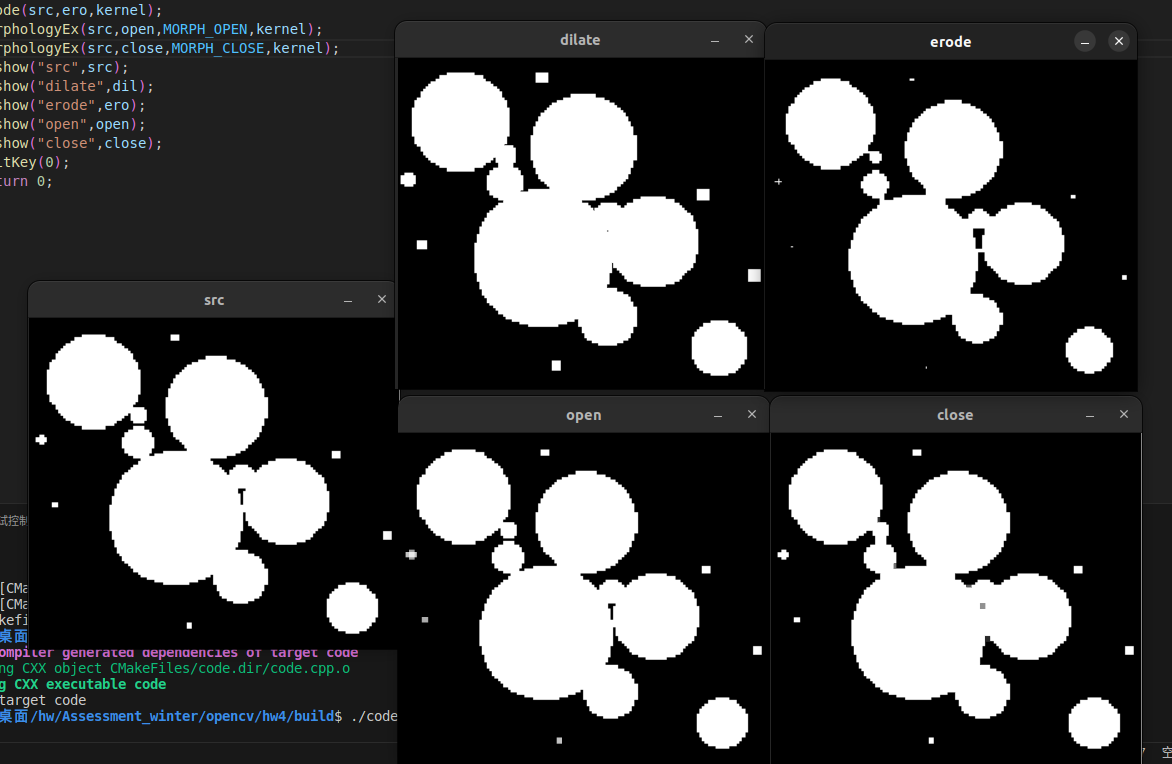 ode(src,ero,kernel);
rphologyEx(src,open,MORPH_OPEN,kernel);
rphologyEx(src,close,MORPH_CLOSE,kernel);
show("src",src);
show("dilate",dil);
show("erode",ero);
show("open",open);
show("close",close);
itKey(0);
turn 0;
dilate
erode
src
open
close
试控制
[CMa
[CMa
kefi
桌面
ompiler generated dependencies of target code
ng CXX object CMakeFiles/code.dir/code.cpp.o
g CXX executable code
target code
桌面/hw/Assessment_winter/opencv/hw4/build$ ./code
空